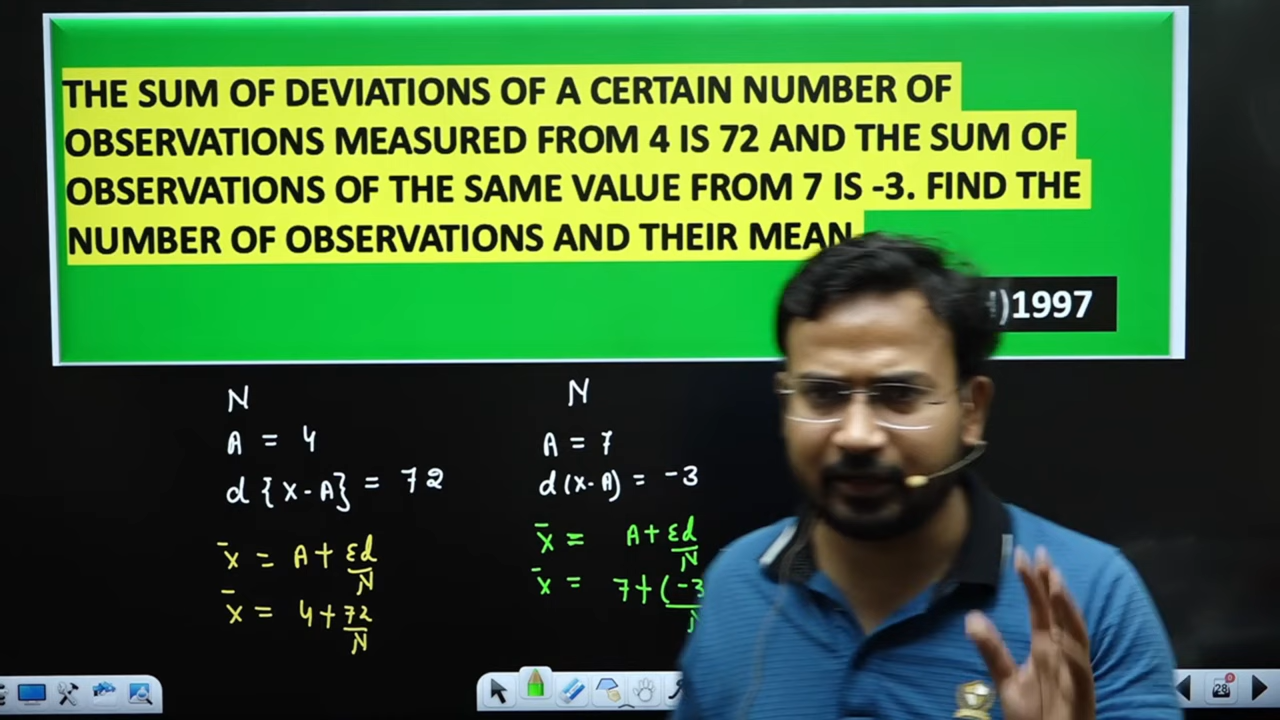 THE SUM OF DEVIATIONS OF A CERTAIN NUMBER OF
OBSERVATIONS MEASURED FROM 4 IS 72 AND THE SUM OF
OBSERVATIONS OF THE SAME VALUE FROM 7 IS -3. FIND THE
NUMBER OF OBSERVATIONS AND THEIR MEAN
)1997
N
A = 4
d {x-A} = 72
x̄ = A + Σd/N
x̄ = 4 + 72/N
N
A = 7
d(x-A) = -3
x̄ = A + Σd/N
x̄ = 7 + (-3
28